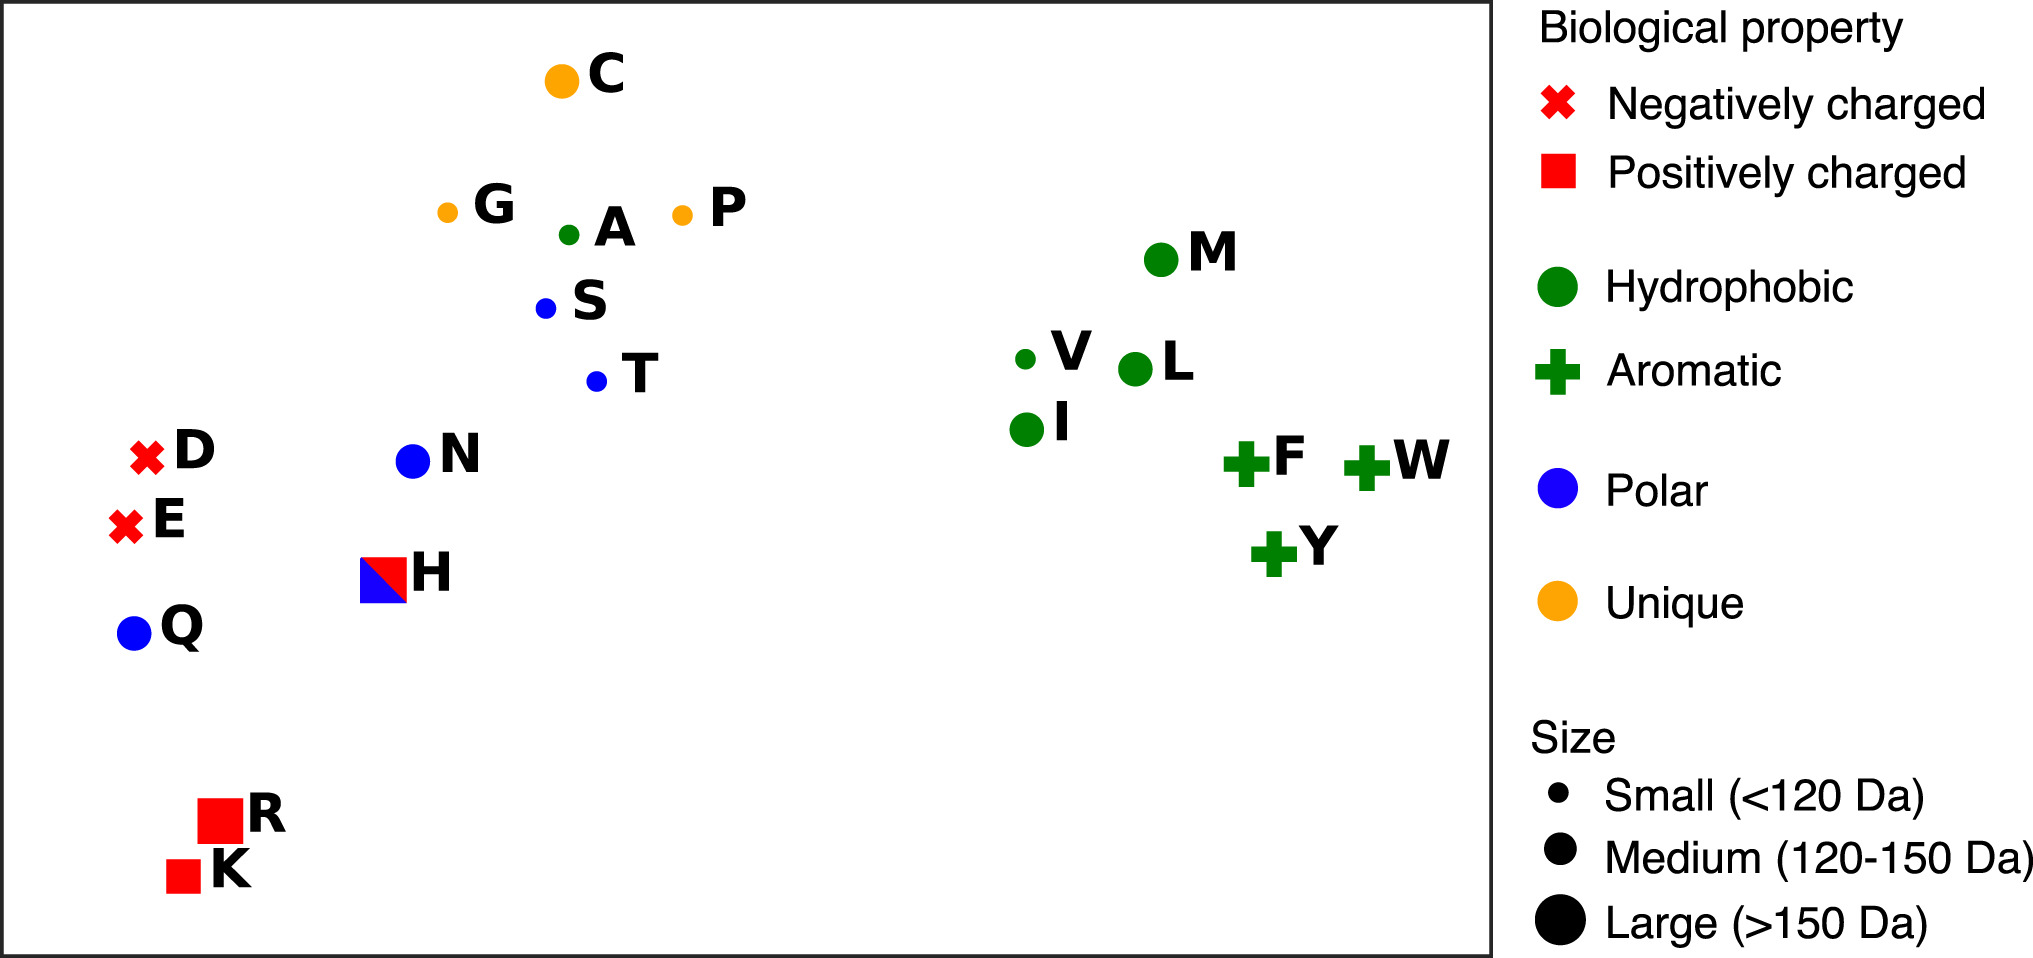 C
G
A
P
S
T
M
V
L
I
F
W
Y
D
N
E
H
Q
R
K
Biological property
Negatively charged
Positively charged
Hydrophobic
Aromatic
Polar
Unique
Size
Small (<120 Da)
Medium (120-150 Da)
Large (>150 Da)